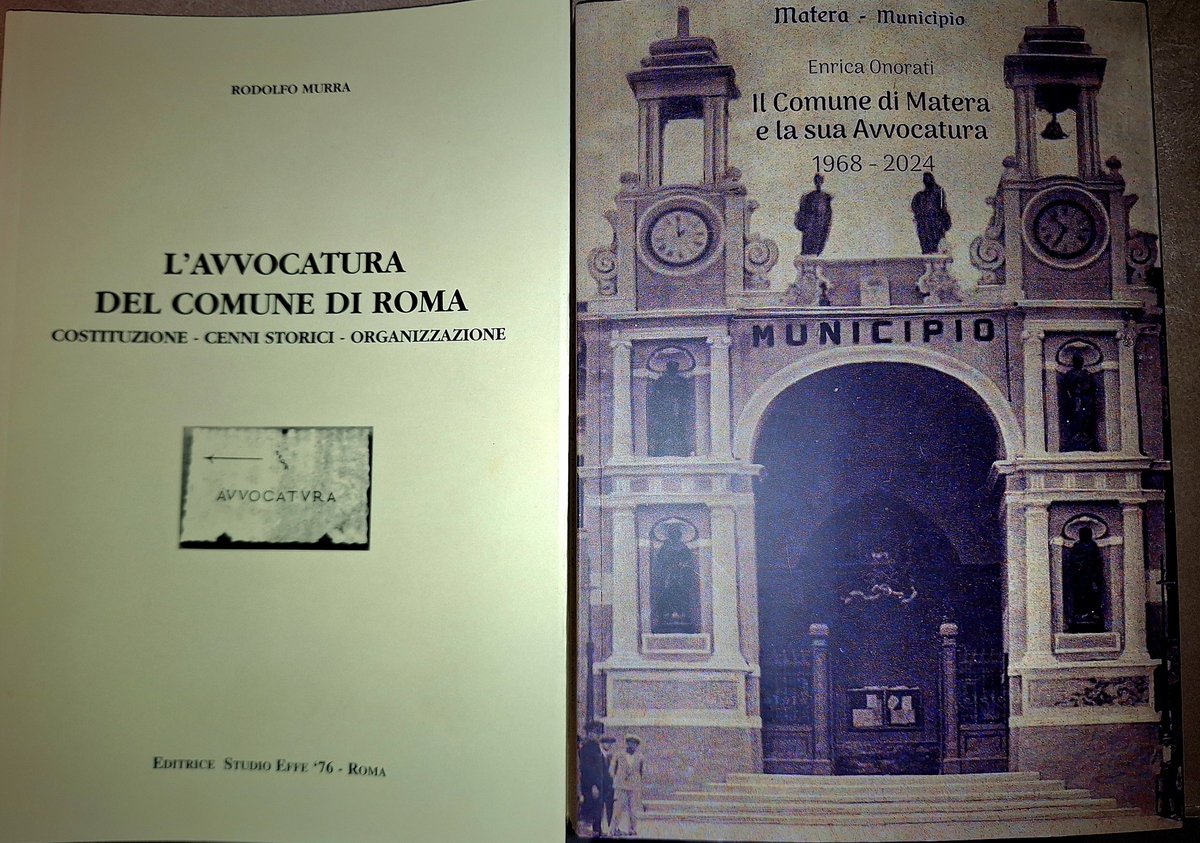 RODOLFO MURRA
L'AVVOCATURA
DEL COMUNE DI ROMA
COSTITUZIONE - CENNI STORICI - ORGANIZZAZIONE
AVVOCATVRA
EDITRICE STUDIO EFFE '76 - ROMA
Matera - Municipio
Enrica Onorati
Il Comune di Matera
e la sua Avvocatura
1968 - 2024
MUNICIPIO